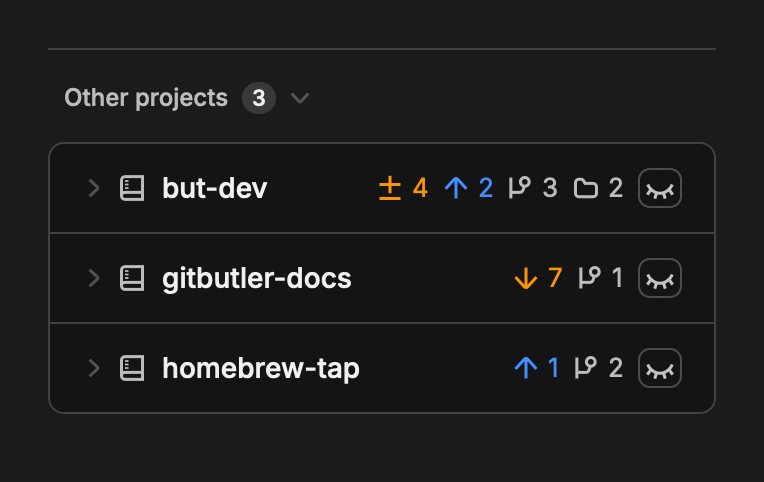 Other projects 3
but-dev ± 4 ↑ 2 3 2
gitbutler-docs ↓ 7 1
homebrew-tap ↑ 1 2